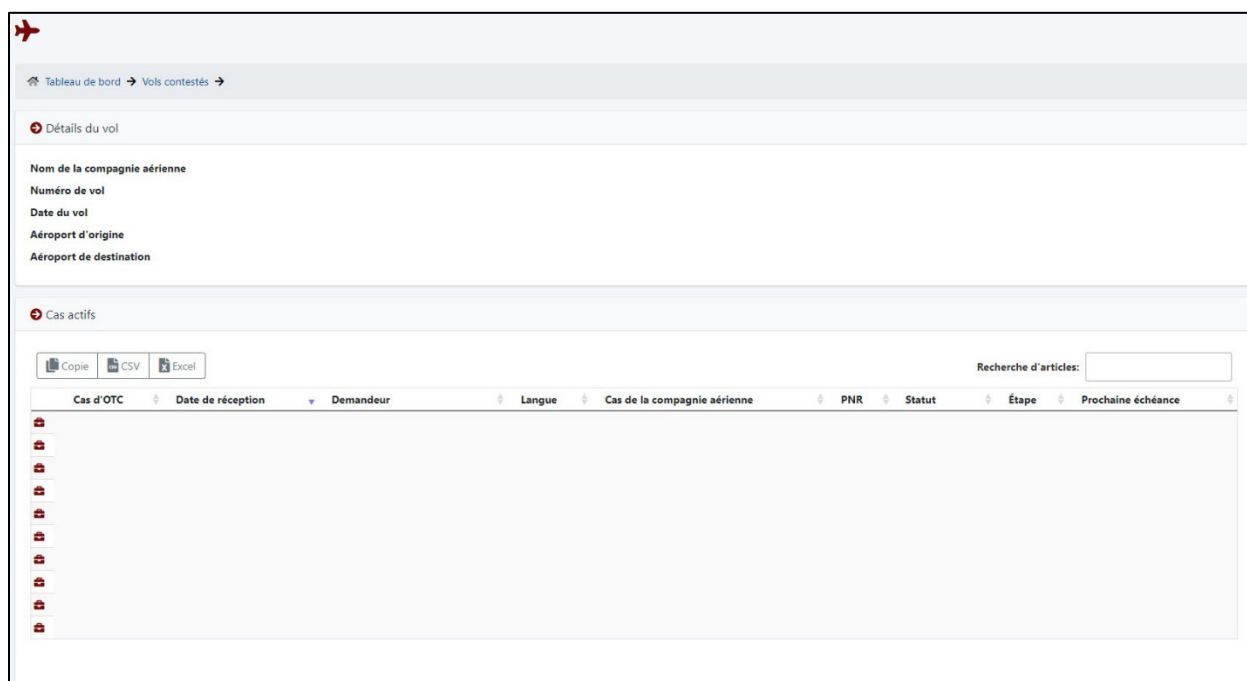 Tableau de bord → Vols contestés →
Détails du vol
Nom de la compagnie aérienne
Numéro de vol
Date du vol
Aéroport d'origine
Aéroport de destination
Cas actifs
Copie CSV Excel Recherche d'articles:
Cas d'OTC Date de réception Demandeur Langue Cas de la compagnie aérienne PNR Statut Étape Prochaine échéance